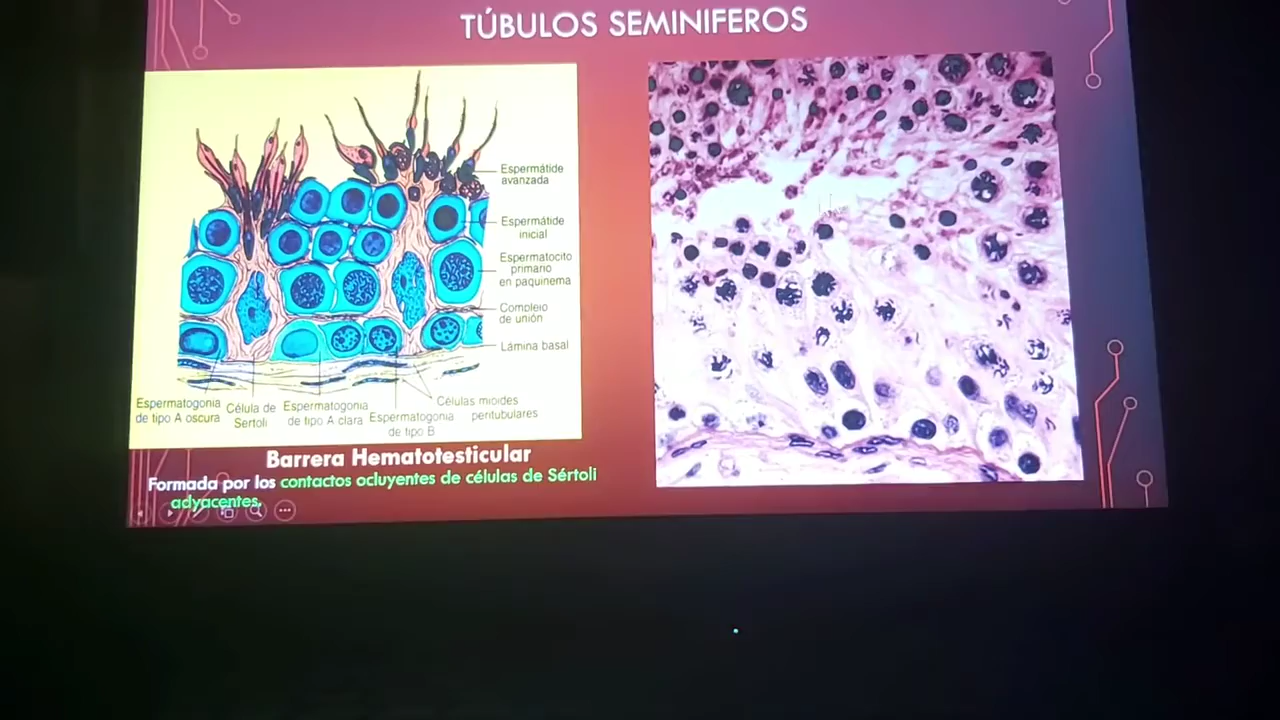 TÚBULOS SEMINIFEROS
Espermátide
avanzada
Espermátide
inicial
Espermatocito
primario
en paquinema
Complejo
de unión
Lámina basal
Espermatogonia
de tipo A oscura
Célula de
Sertoli
Espermatogonia
de tipo A clara
Espermatogonia
de tipo B
Células mioides
peritubulares
Barrera Hematotesticular
Formada por los contactos ocluyentes de células de Sértoli
adyacentes.